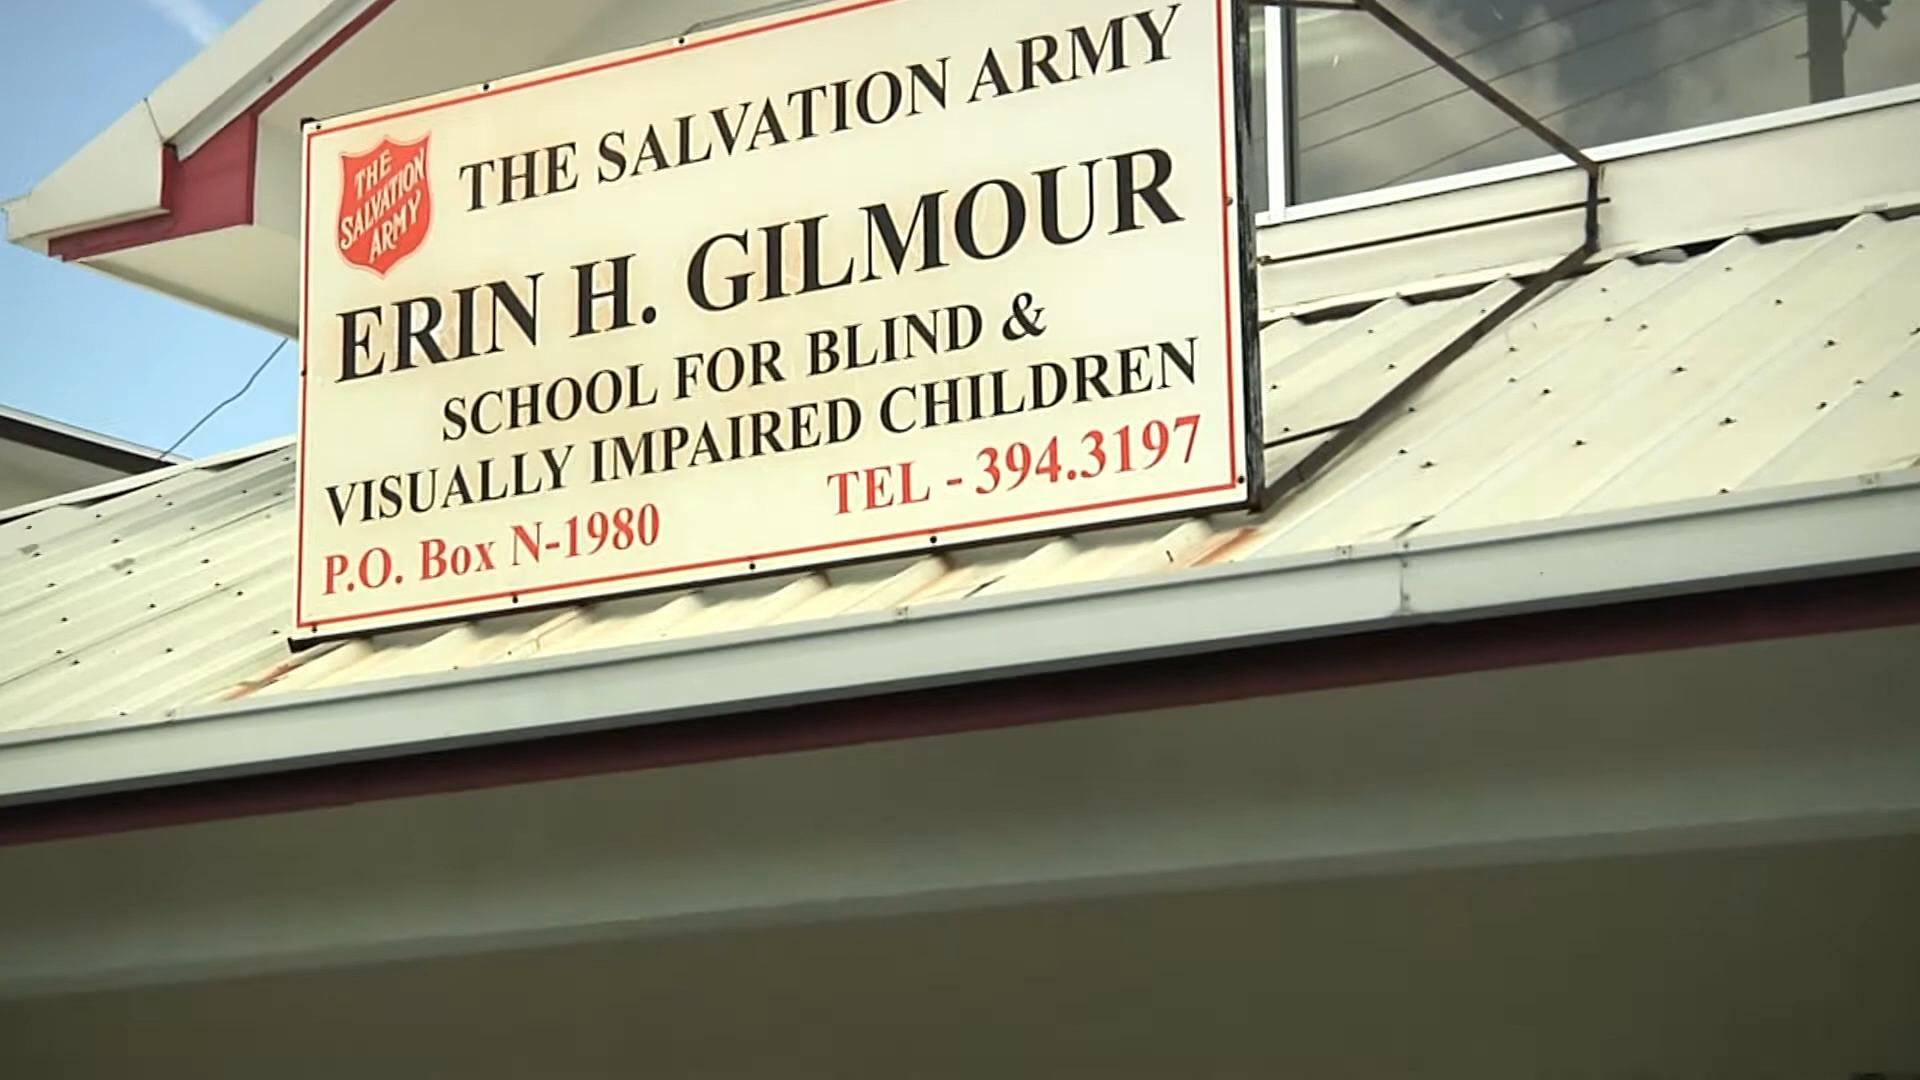 THE SALVATION ARMY
THE SALVATION ARMY
ERIN H. GILMOUR
SCHOOL FOR BLIND &
VISUALLY IMPAIRED CHILDREN
P.O. Box N-1980 TEL - 394.3197